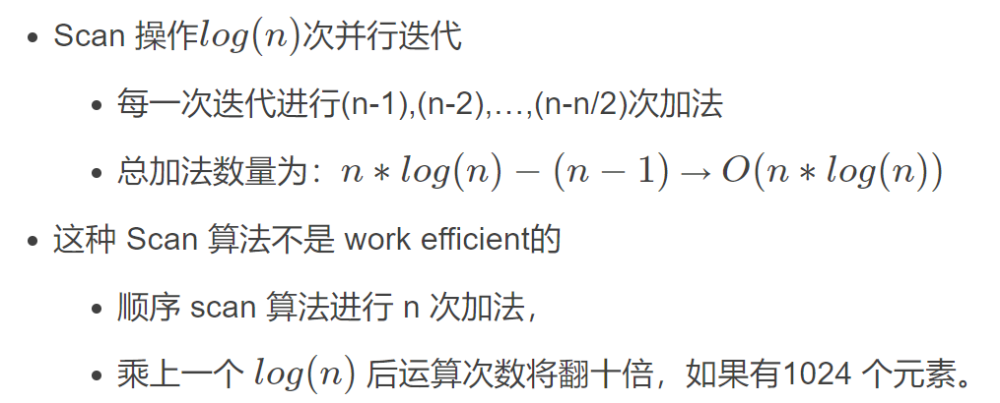 Scan 操作log(n)次并行迭代
每一次迭代进行(n-1),(n-2),…,(n-n/2)次加法
总加法数量为：n ∗ log(n) − (n − 1) → O(n ∗ log(n))
这种 Scan 算法不是 work efficient的
顺序 scan 算法进行 n 次加法，
乘上一个 log(n) 后运算次数将翻十倍，如果有1024 个元素。